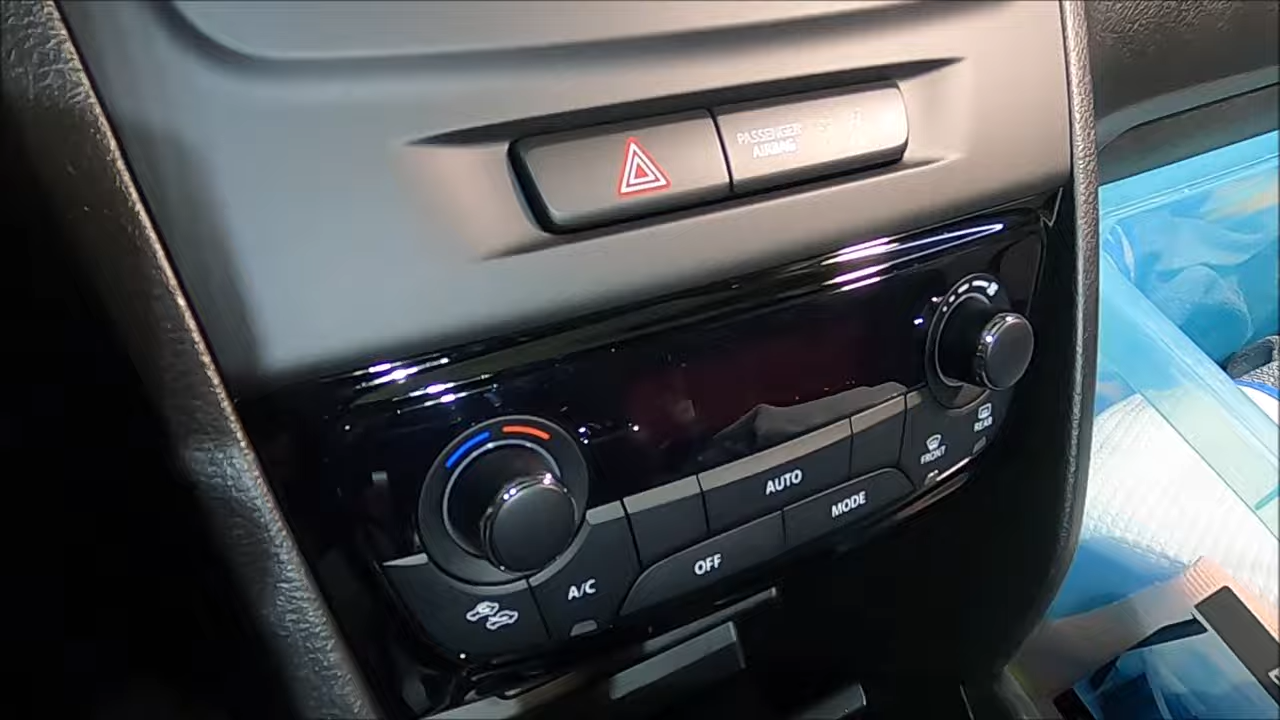 PASSENGER
AIRBAG
REAR
FRONT
AUTO
MODE
OFF
A/C